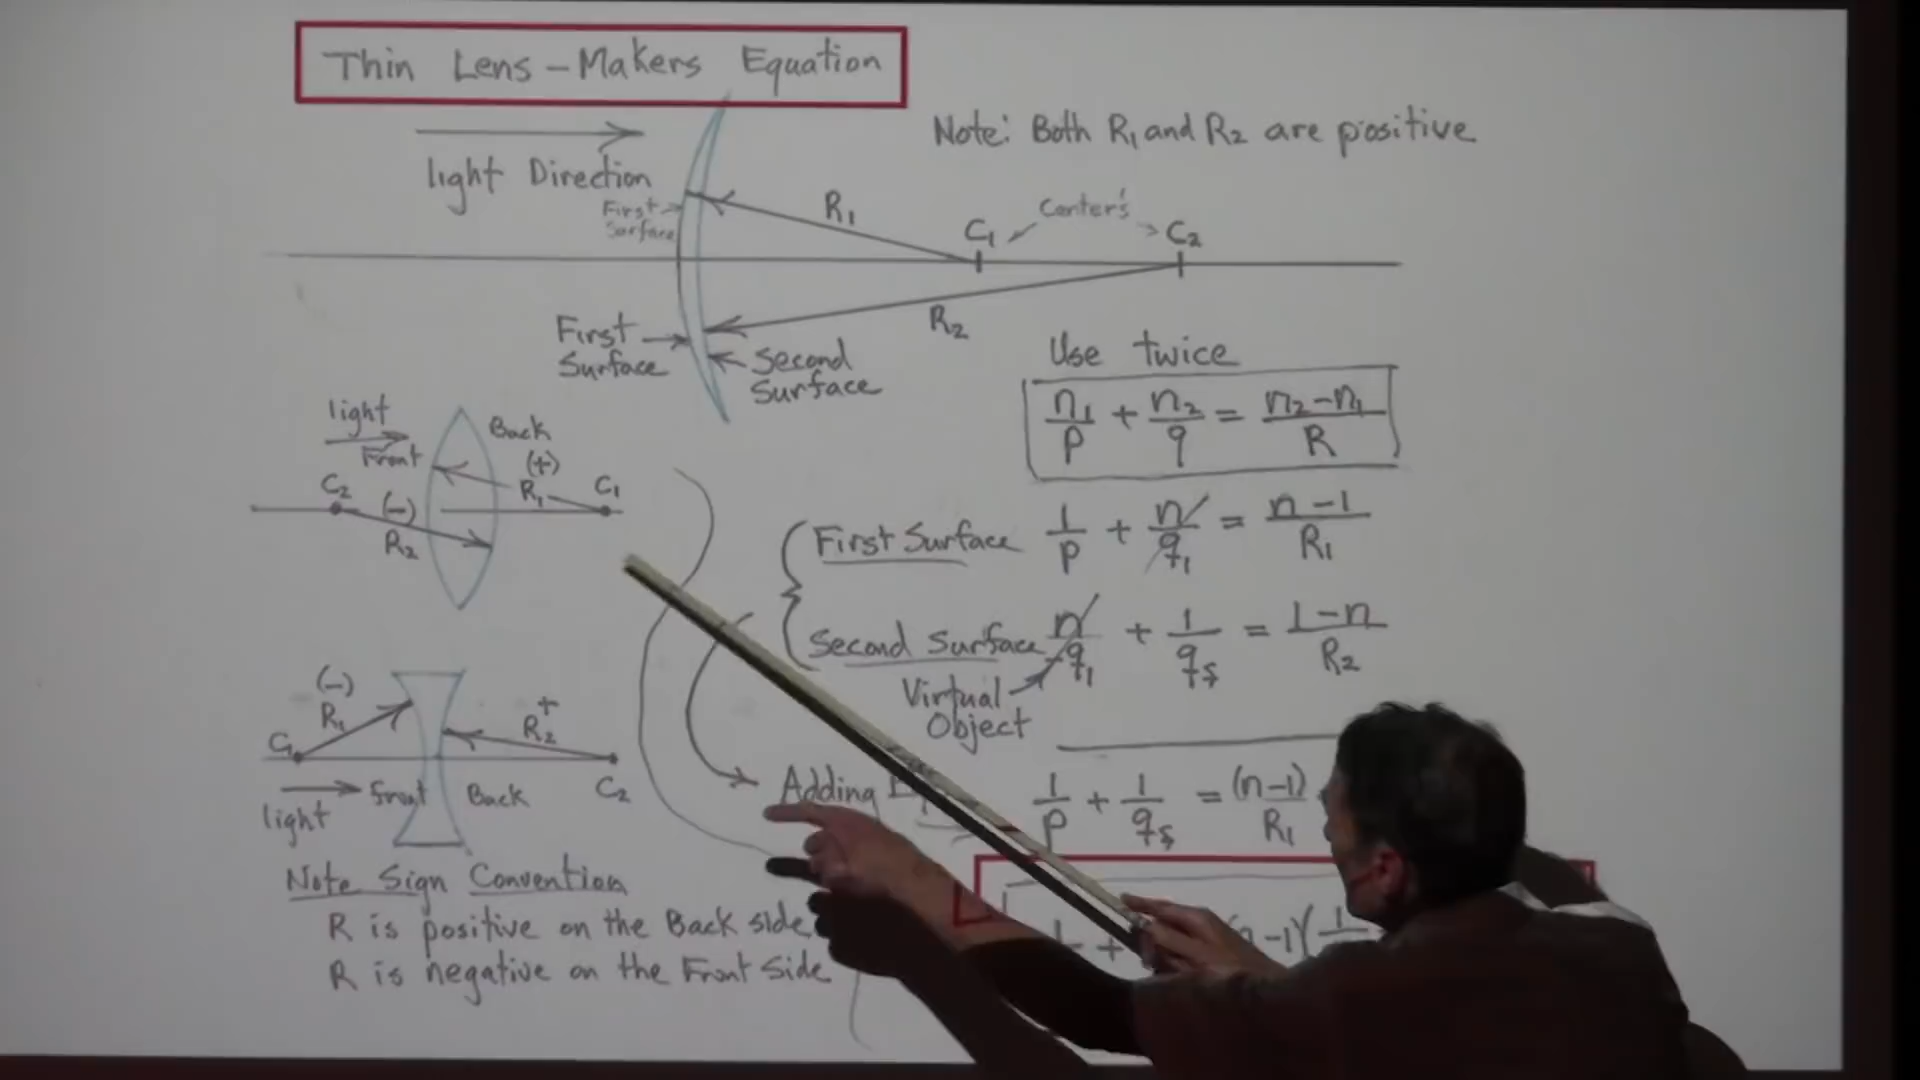 Thin Lens-Makers Equation
light Direction
Note: Both R₁ and R₂ are positive
First
Surface
R₁
Center's
C₁
C₂
R₂
First
Surface
Second
Surface
Use twice
n₁/p + n₂/q = n₂-n₁/R
light
Front
Back
(+)
R₁
C₁
C₂
(-)
R₂
First Surface 1/p + n/q₁ = n-1/R₁
Second Surface n/-q₁ + 1/q_f = 1-n/R₂
Virtual
Object
(-)
R₁
R₂⁺
C₁
C₂
light
Front
Back
Adding
1/p + 1/q_f = (n-1)/R₁
Note Sign Convention
R is positive on the Back side
R is negative on the Front Side